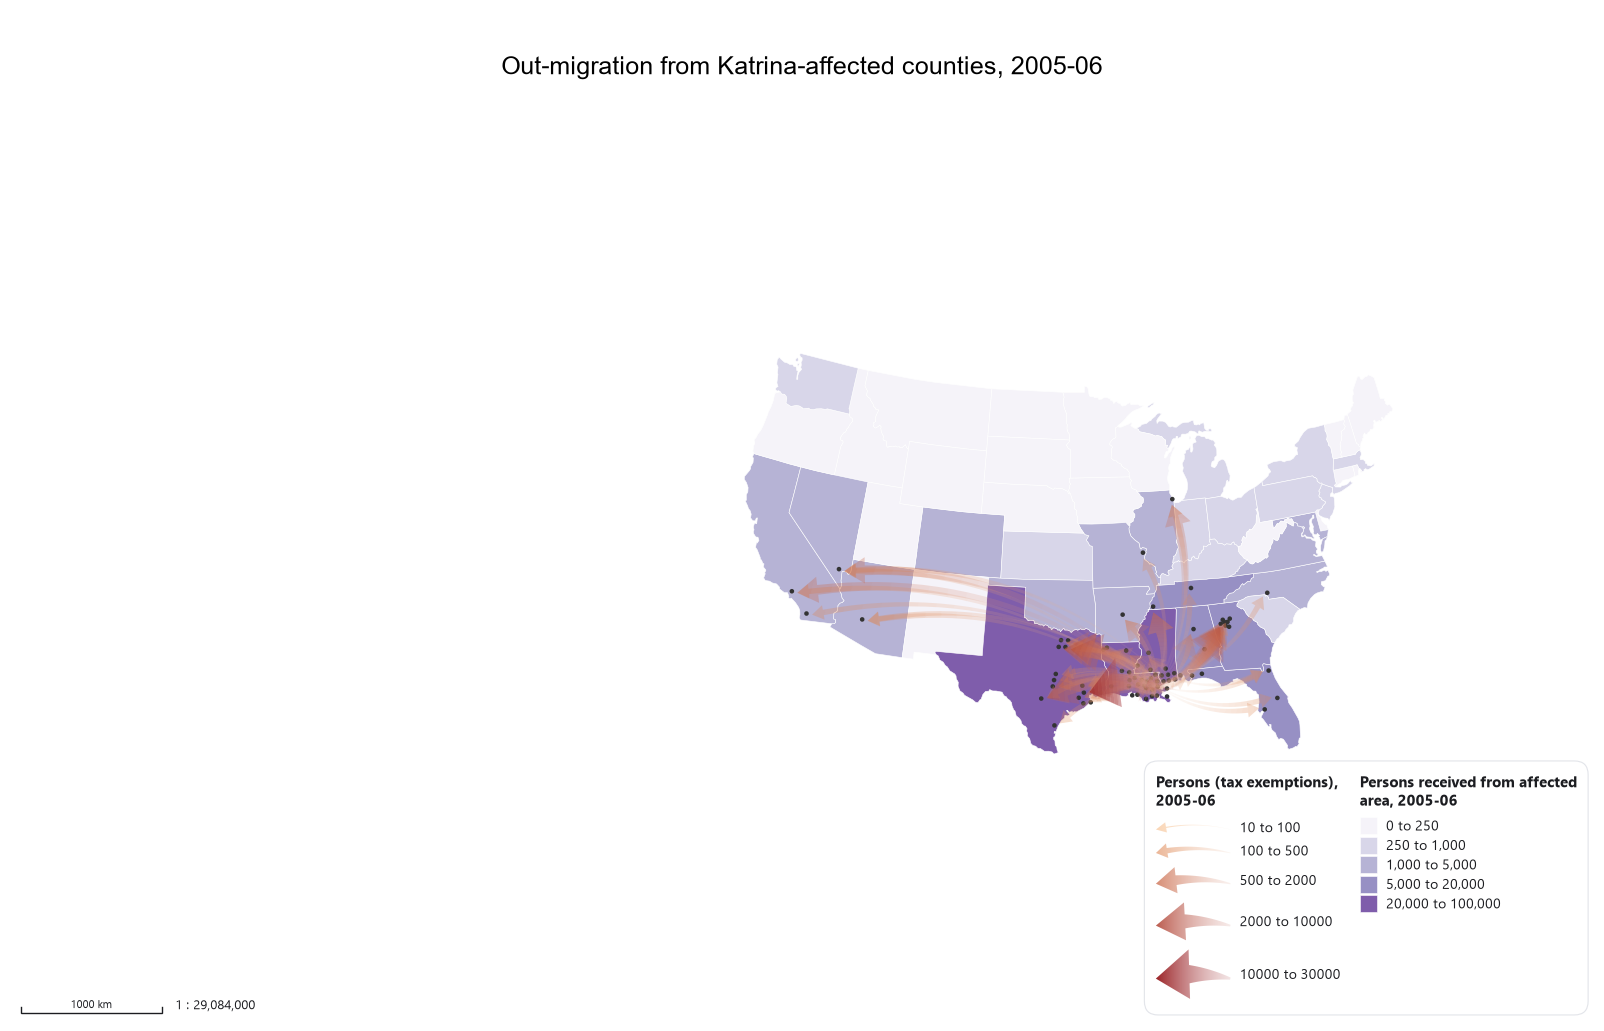 Out-migration from Katrina-affected counties, 2005-06
Persons (tax exemptions),
2005-06
10 to 100
100 to 500
500 to 2000
2000 to 10000
10000 to 30000
Persons received from affected
area, 2005-06
0 to 250
250 to 1,000
1,000 to 5,000
5,000 to 20,000
20,000 to 100,000
1000 km
1 : 29,084,000